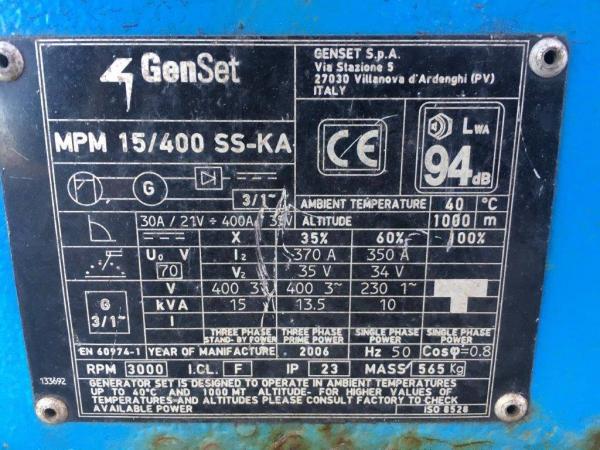 GenSet
GENSET S.p.A.
Via Stazione 5
27030 Villanova d'Ardenghi (PV)
ITALY
MPM 15/400 SS-KA
CE
LWA
94dB
G
3/1~
AMBIENT TEMPERATURE 40 °C
30A / 21V ÷ 400A / 35V ALTITUDE 1000 m
X 35% 60% 100%
U0 V I2 370 A 350 A
70 V2 35 V 34 V
G
3/1~
V 400 3~ 400 3~ 230 1~
kVA 15 13.5 10
I
THREE PHASE STAND-BY POWER
THREE PHASE PRIME POWER
SINGLE PHASE POWER
SINGLE PHASE POWER
EN 60974-1 YEAR OF MANIFACTURE 2006 Hz 50 Cosφ=0.8
RPM 3000 I.CL. F IP 23 MASS 565 Kg
133692
GENERATOR SET IS DESIGNED TO OPERATE IN AMBIENT TEMPERATURES
UP TO 40°C AND 1000 MT ALTITUDE- FOR HIGHER VALUES OF
TEMPERATURES AND ALTITUDES PLEASE CONSULT FACTORY TO CHECK
AVAILABLE POWER ISO 8528